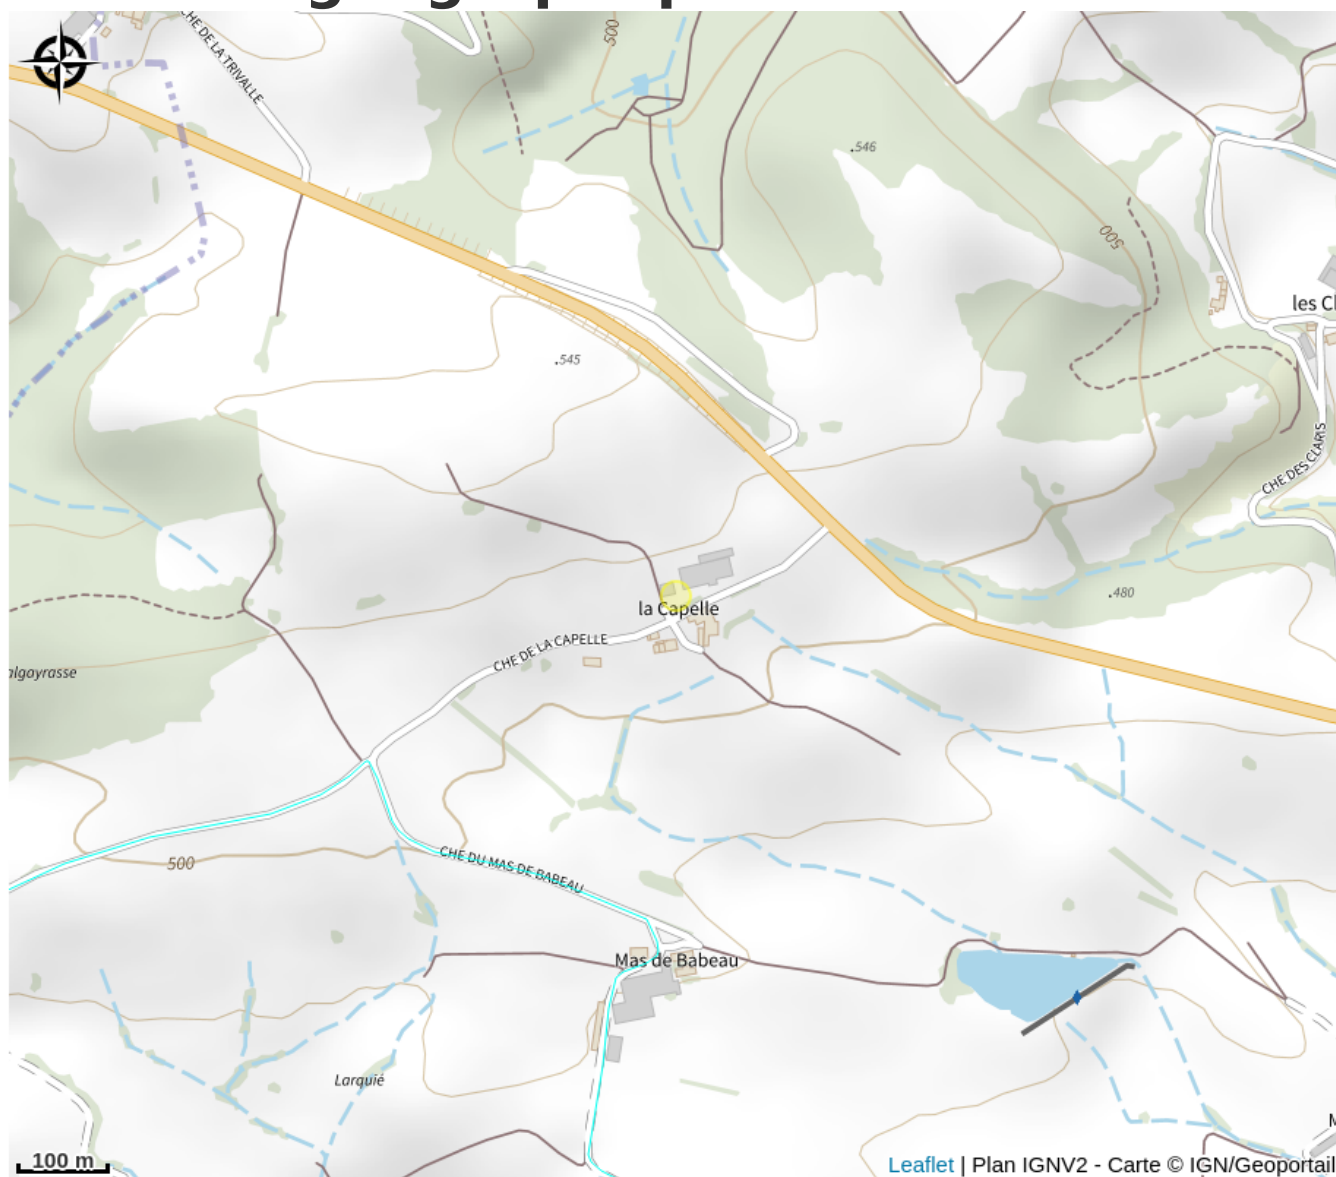 CHE DE LA TRIVALLE
500
.546
500
les Cl
.545
CHE DES CLARIS
.480
la Capelle
CHE DE LA CAPELLE
algayrasse
500
CHE DU MAS DE BABEAU
Mas de Babeau
Larquié
M
100 m
Leaflet | Plan IGNV2 - Carte © IGN/Geoportail